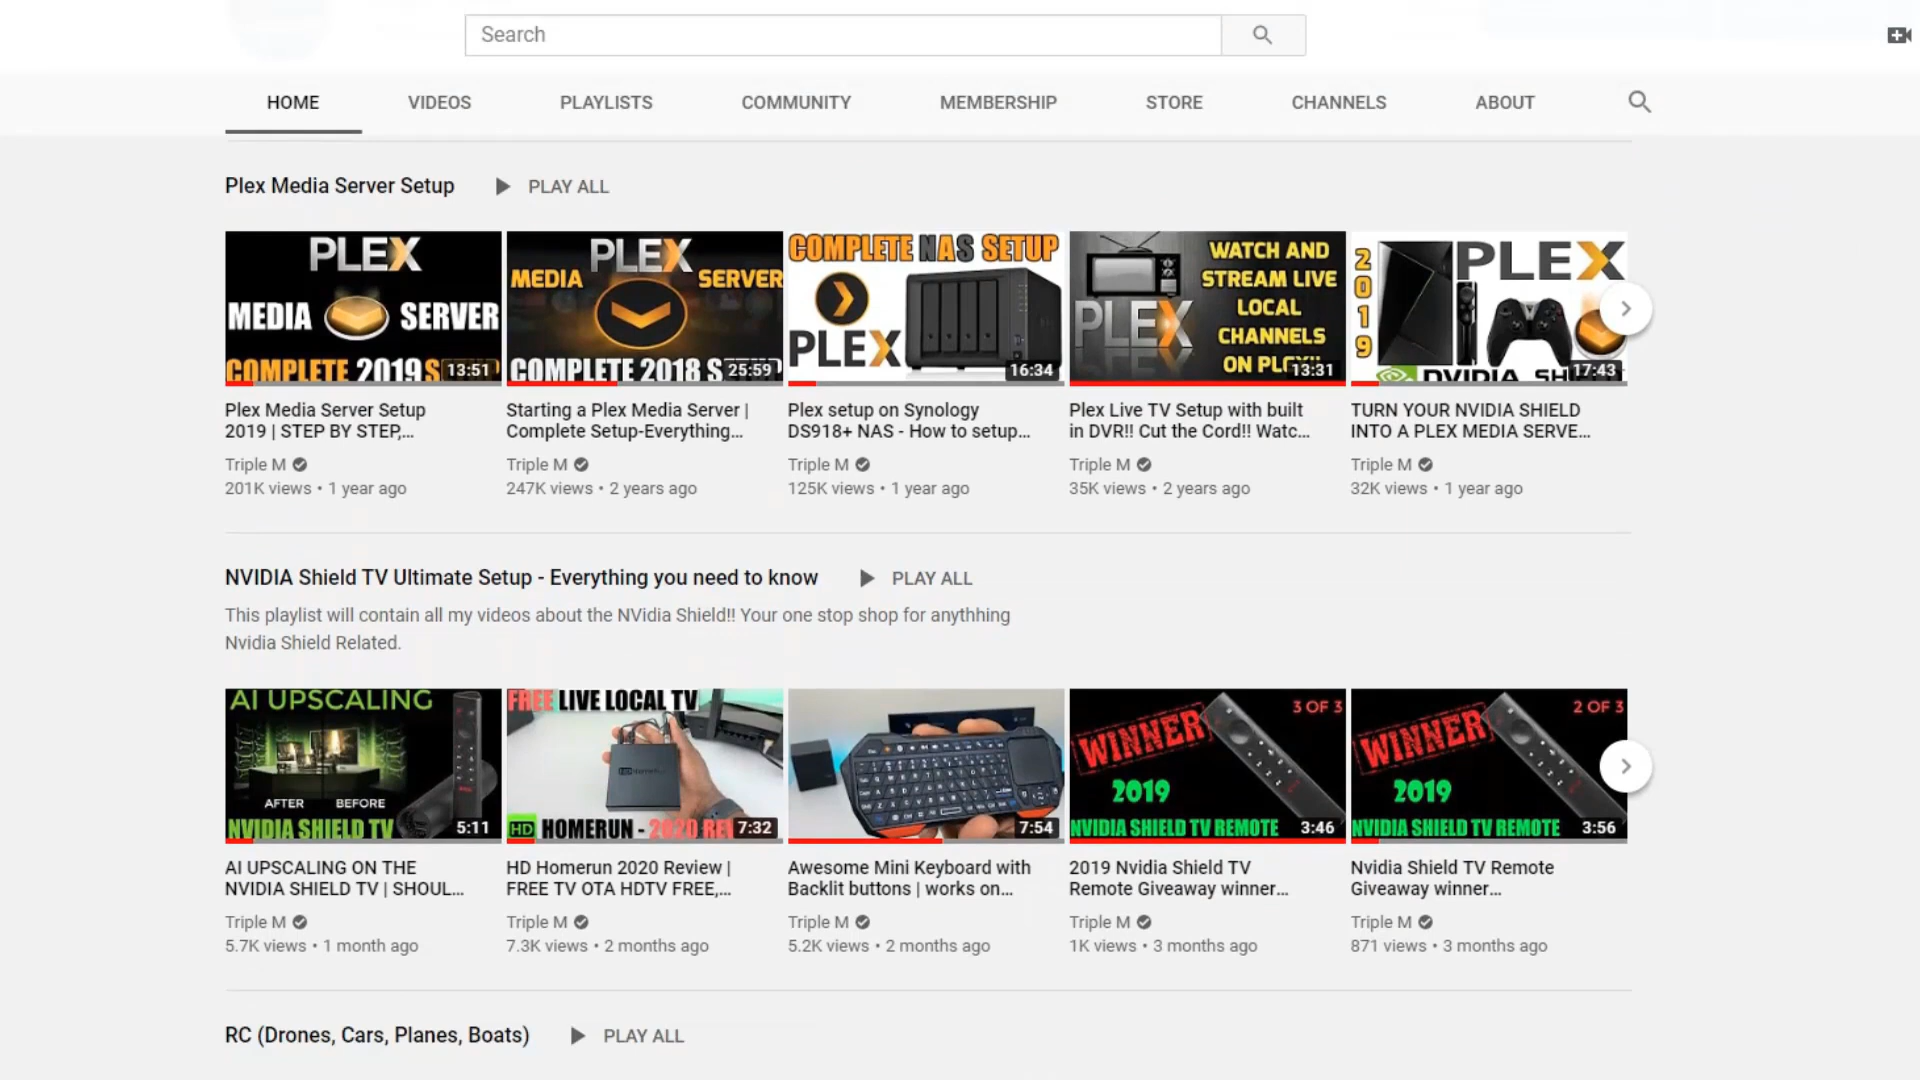 Search
HOME VIDEOS PLAYLISTS COMMUNITY MEMBERSHIP STORE CHANNELS ABOUT
Plex Media Server Setup PLAY ALL
PLEX
MEDIA SERVER
COMPLETE 2019 S
13:51
PLEX
MEDIA SERVER
COMPLETE 2018 S
25:59
COMPLETE NAS SETUP
PLEX
16:34
PLEX
WATCH AND
STREAM LIVE
LOCAL
CHANNELS
ON PLEX!!
13:31
2019
PLEX
NVIDIA SH
17:43
Plex Media Server Setup
2019 | STEP BY STEP,...
Triple M
201K views • 1 year ago
Starting a Plex Media Server |
Complete Setup-Everything...
Triple M
247K views • 2 years ago
Plex setup on Synology
DS918+ NAS - How to setup...
Triple M
125K views • 1 year ago
Plex Live TV Setup with built
in DVR!! Cut the Cord!! Watc...
Triple M
35K views • 2 years ago
TURN YOUR NVIDIA SHIELD
INTO A PLEX MEDIA SERVE...
Triple M
32K views • 1 year ago
NVIDIA Shield TV Ultimate Setup - Everything you need to know PLAY ALL
This playlist will contain all my videos about the NVidia Shield!! Your one stop shop for anythhing
Nvidia Shield Related.
AI UPSCALING
AFTER BEFORE
NVIDIA SHIELD TV
5:11
FREE LIVE LOCAL TV
HD HOMERUN - 2020 RE
7:32
7:54
3 OF 3
WINNER
2019
NVIDIA SHIELD TV REMOTE
3:46
2 OF 3
WINNER
2019
NVIDIA SHIELD TV REMOTE
3:56
AI UPSCALING ON THE
NVIDIA SHIELD TV | SHOUL...
Triple M
5.7K views • 1 month ago
HD Homerun 2020 Review |
FREE TV OTA HDTV FREE,...
Triple M
7.3K views • 2 months ago
Awesome Mini Keyboard with
Backlit buttons | works on...
Triple M
5.2K views • 2 months ago
2019 Nvidia Shield TV
Remote Giveaway winner...
Triple M
1K views • 3 months ago
Nvidia Shield TV Remote
Giveaway winner...
Triple M
871 views • 3 months ago
RC (Drones, Cars, Planes, Boats) PLAY ALL